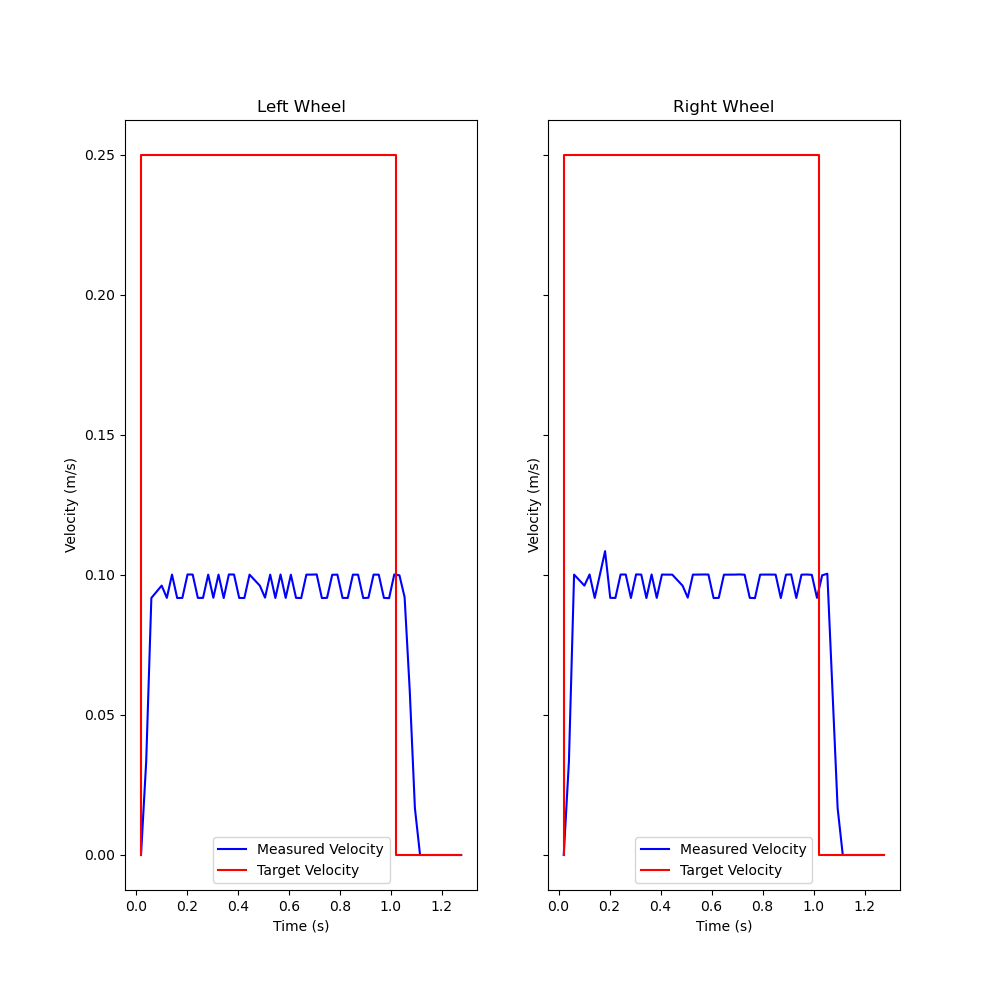 Left Wheel
Right Wheel
0.25
0.20
0.15
0.10
0.05
0.00
Velocity (m/s)
Velocity (m/s)
Measured Velocity
Target Velocity
Measured Velocity
Target Velocity
0.0 0.2 0.4 0.6 0.8 1.0 1.2
0.0 0.2 0.4 0.6 0.8 1.0 1.2
Time (s)
Time (s)